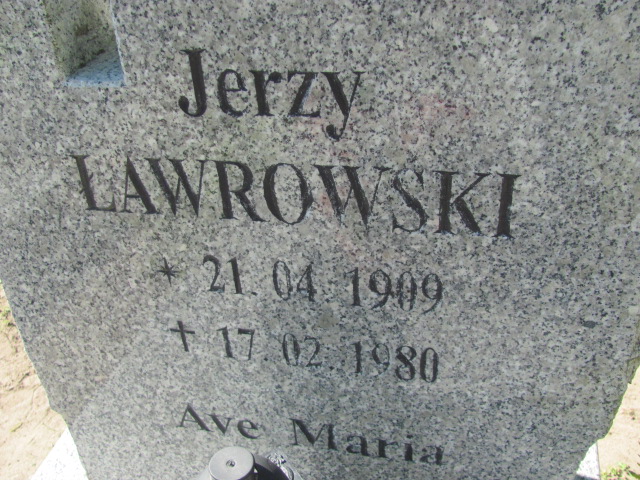 Jerzy
ŁAWROWSKI
* 21.04.1909
✝ 17.02.1980
Ave Maria